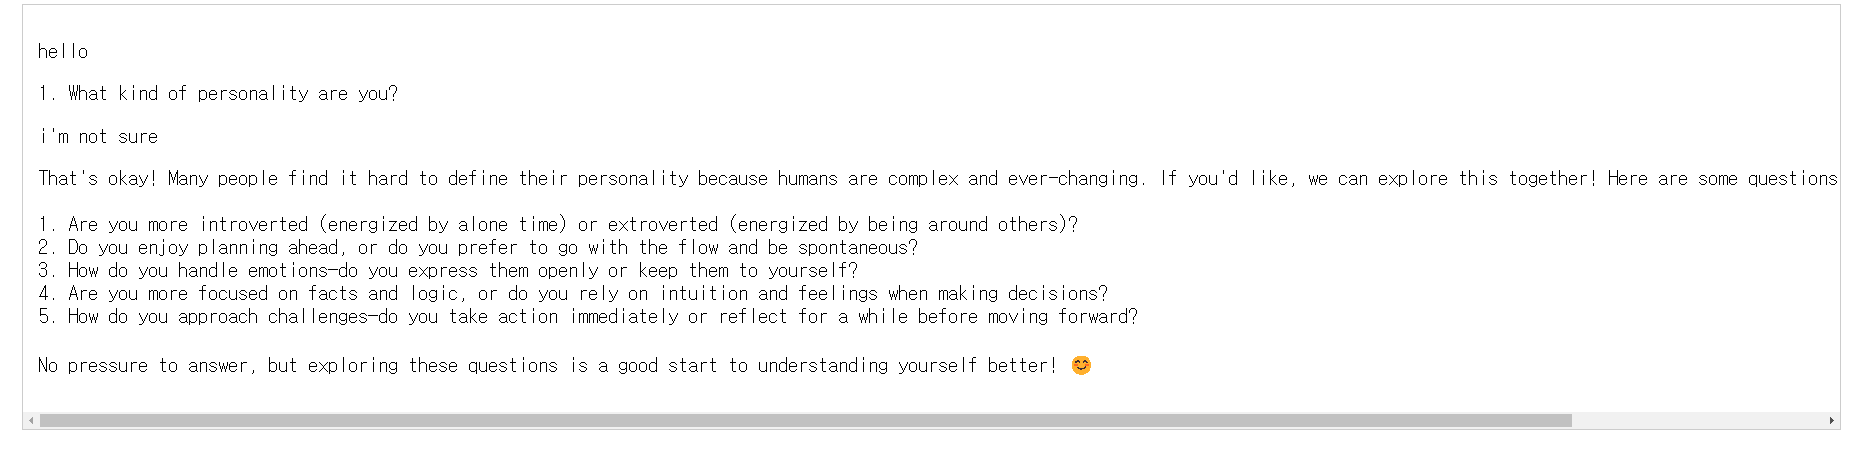 hello
1. What kind of personality are you?
i'm not sure
That's okay! Many people find it hard to define their personality because humans are complex and ever-changing. If you'd like, we can explore this together! Here are some questions
1. Are you more introverted (energized by alone time) or extroverted (energized by being around others)?
2. Do you enjoy planning ahead, or do you prefer to go with the flow and be spontaneous?
3. How do you handle emotions—do you express them openly or keep them to yourself?
4. Are you more focused on facts and logic, or do you rely on intuition and feelings when making decisions?
5. How do you approach challenges—do you take action immediately or reflect for a while before moving forward?
No pressure to answer, but exploring these questions is a good start to understanding yourself better! 😊